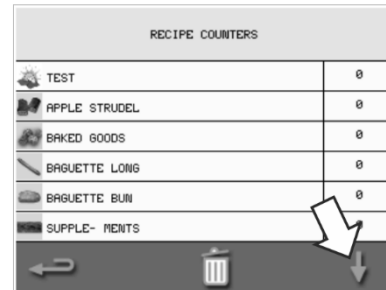 RECIPE COUNTERS
TEST 0
APPLE STRUDEL 0
BAKED GOODS 0
BAGUETTE LONG 0
BAGUETTE BUN 0
SUPPLE- MENTS